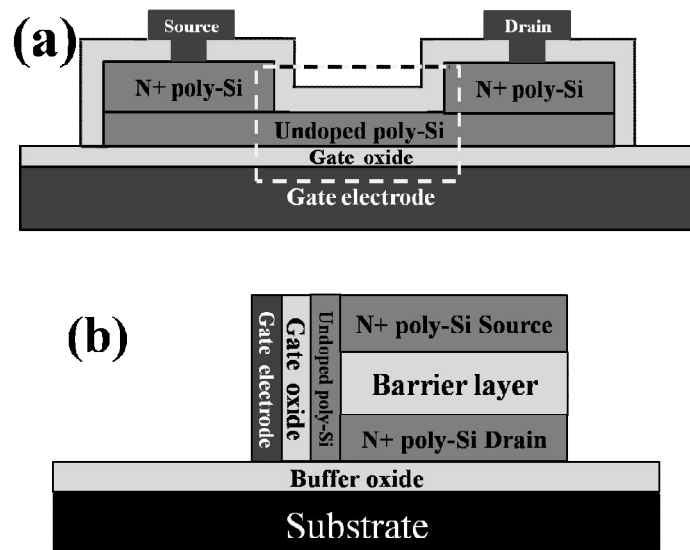 (a)
Source
Drain
N+ poly-Si
N+ poly-Si
Undoped poly-Si
Gate oxide
Gate electrode
(b)
Gate electrode
Gate oxide
Undoped poly-Si
N+ poly-Si Source
Barrier layer
N+ poly-Si Drain
Buffer oxide
Substrate